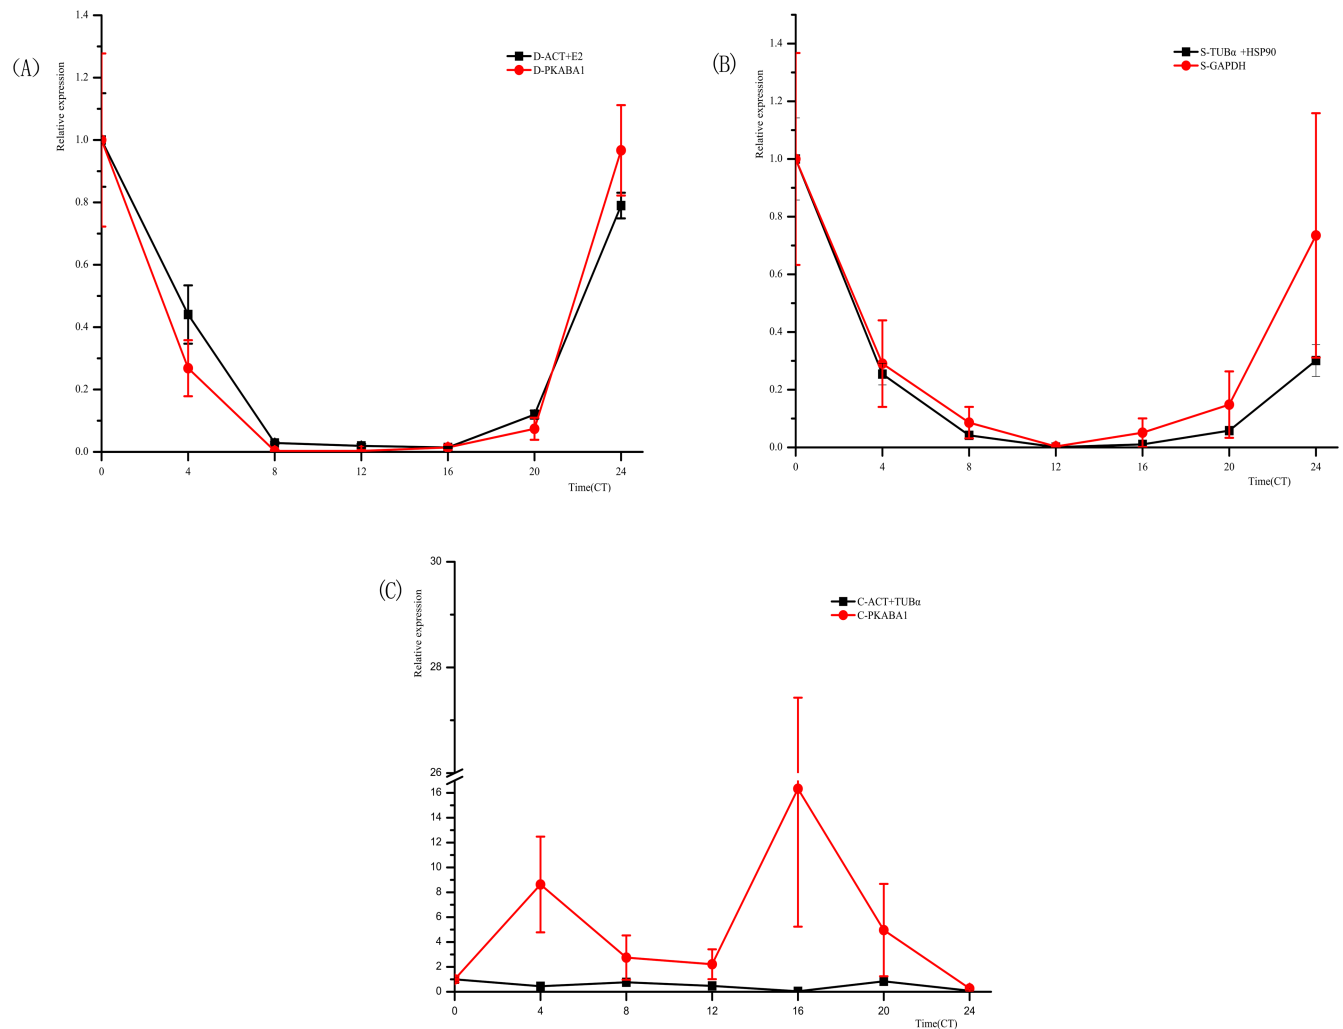 (A)
D-ACT+E2
D-PKABA1
Relative expression
1.4
1.2
1.0
0.8
0.6
0.4
0.2
0.0
0 4 8 12 16 20 24
Time(CT)
(B)
S-TUBα +HSP90
S-GAPDH
Relative expression
1.4
1.2
1.0
0.8
0.6
0.4
0.2
0.0
0 4 8 12 16 20 24
Time(CT)
(C)
C-ACT+TUBα
C-PKABA1
Relative expression
30
28
26
16
14
12
10
8
6
4
2
0
0 4 8 12 16 20 24
Time(CT)